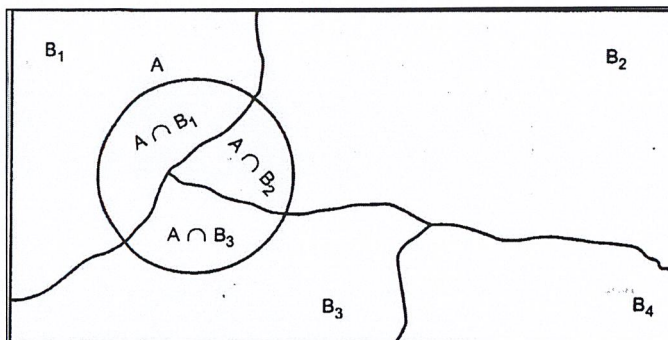 B₁
A
B₂
A ∩ B₁
A ∩ B₂
A ∩ B₃
B₃
B₄